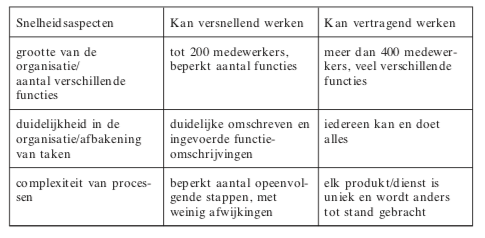 Snelheidsaspecten
Kan versnellend werken
Kan vertragend werken
grootte van de
organisatie/
aantal verschillende
functies
tot 200 medewerkers,
beperkt aantal functies
meer dan 400 medewer-
kers, veel verschillende
functies
duidelijkheid in de
organisatie/afbakening
van taken
duidelijke omschreven en
ingevoerde functie-
omschrijvingen
iedereen kan en doet
alles
complexiteit van proces-
sen
beperkt aantal opeenvol-
gende stappen, met
weinig afwijkingen
elk produkt/dienst is
uniek en wordt anders
tot stand gebracht